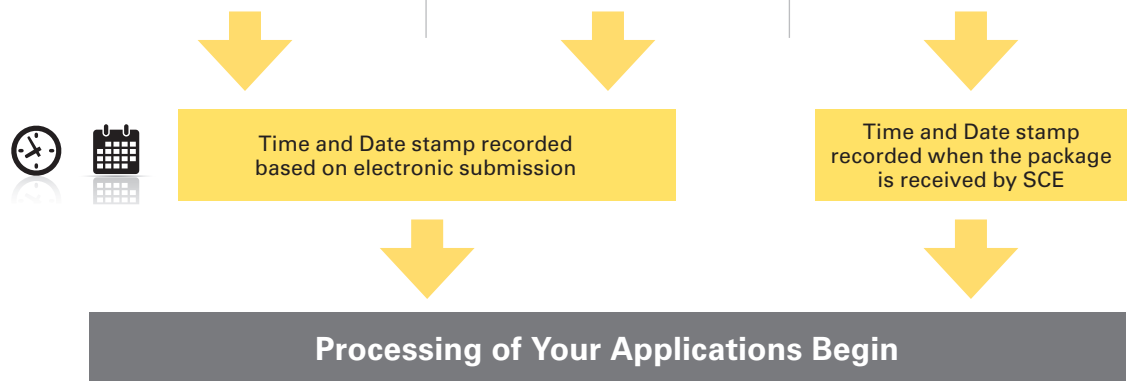 Time and Date stamp recorded
based on electronic submission
Time and Date stamp
recorded when the package
is received by SCE
Processing of Your Applications Begin